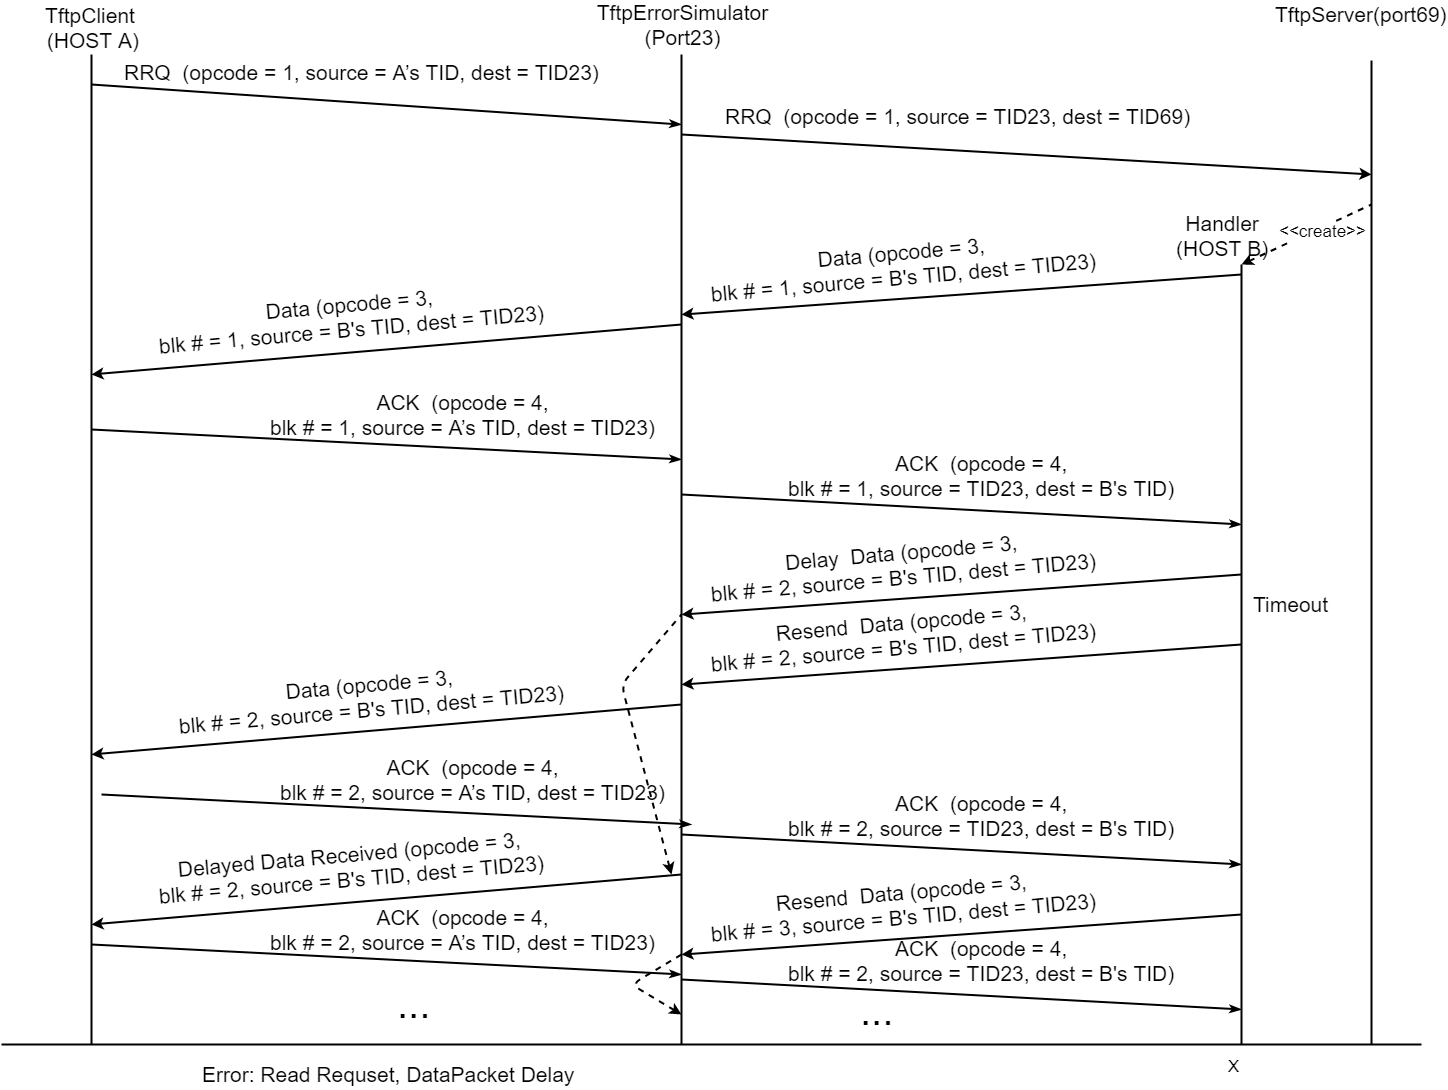 TftpClient
(HOST A)
TftpErrorSimulator
(Port23)
TftpServer(port69)
RRQ  (opcode = 1, source = A’s TID, dest = TID23)
RRQ  (opcode = 1, source = TID23, dest = TID69)
Handler
(HOST B)
<<create>>
Data (opcode = 3,
blk # = 1, source = B's TID, dest = TID23)
Data (opcode = 3,
blk # = 1, source = B's TID, dest = TID23)
ACK  (opcode = 4,
blk # = 1, source = A’s TID, dest = TID23)
ACK  (opcode = 4,
blk # = 1, source = TID23, dest = B's TID)
Delay  Data (opcode = 3,
blk # = 2, source = B's TID, dest = TID23)
Timeout
Resend  Data (opcode = 3,
blk # = 2, source = B's TID, dest = TID23)
Data (opcode = 3,
blk # = 2, source = B's TID, dest = TID23)
ACK  (opcode = 4,
blk # = 2, source = A’s TID, dest = TID23)
ACK  (opcode = 4,
blk # = 2, source = TID23, dest = B's TID)
Delayed Data Received (opcode = 3,
blk # = 2, source = B's TID, dest = TID23)
Resend  Data (opcode = 3,
blk # = 3, source = B's TID, dest = TID23)
ACK  (opcode = 4,
blk # = 2, source = A’s TID, dest = TID23)
ACK  (opcode = 4,
blk # = 2, source = TID23, dest = B's TID)
...
...
X
Error: Read Requset, DataPacket Delay